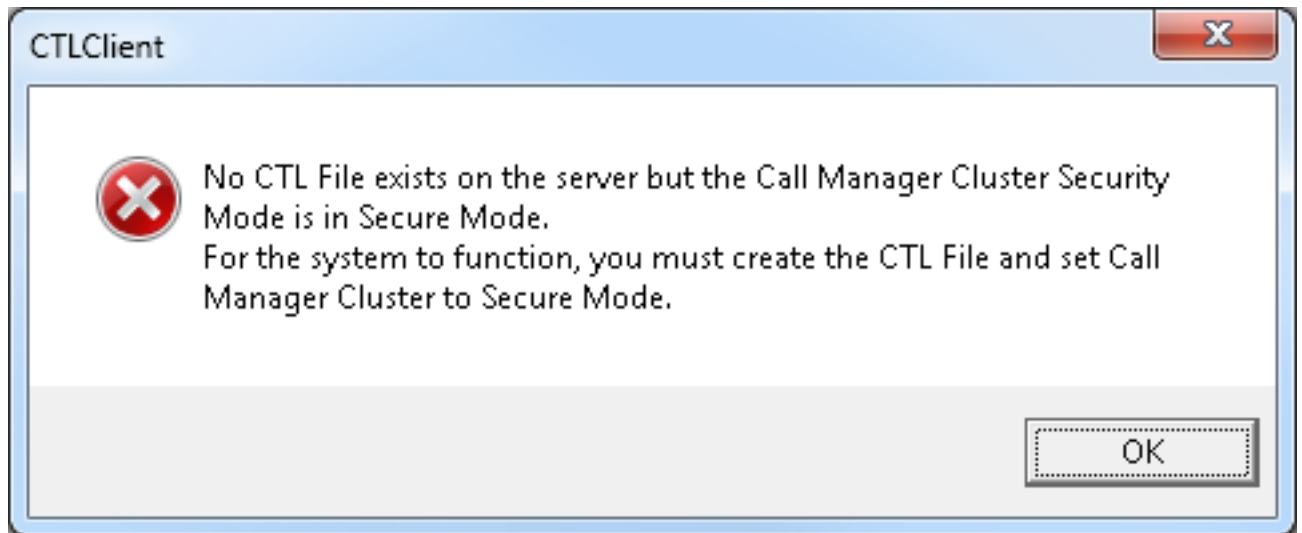 CTLClient
No CTL File exists on the server but the Call Manager Cluster Security
Mode is in Secure Mode.
For the system to function, you must create the CTL File and set Call
Manager Cluster to Secure Mode.
OK